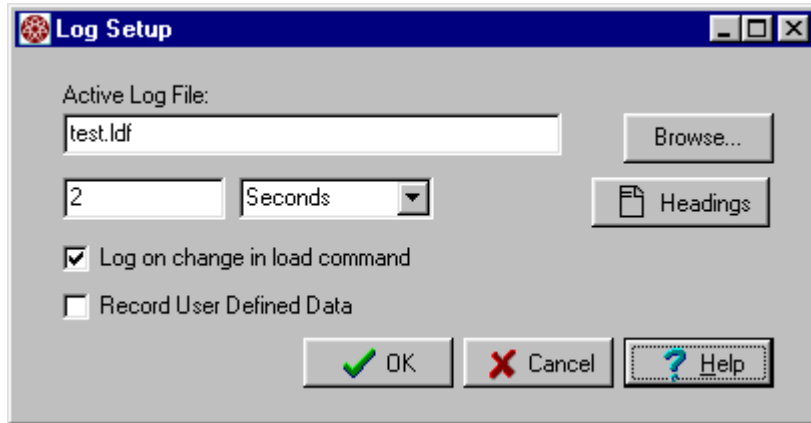 Log Setup
Active Log File:
test.ldf
Browse...
2
Seconds
Headings
Log on change in load command
Record User Defined Data
OK
Cancel
Help